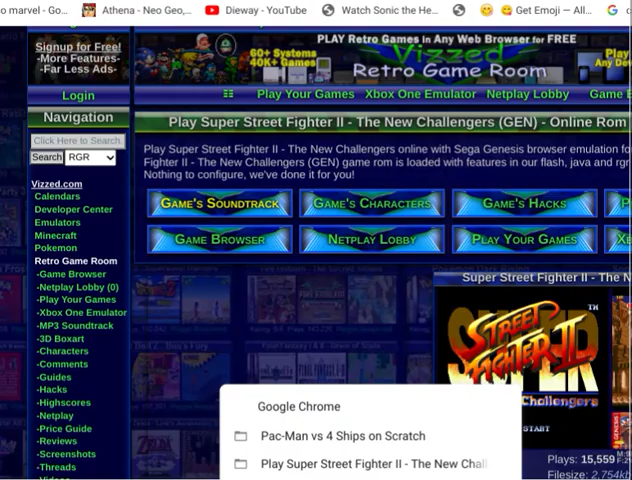 o marvel - Go...
Athena - Neo Geo,...
Dieway - YouTube
Watch Sonic the He...
Get Emoji — All...
Signup for Free!
-More Features-
-Far Less Ads-
PLAY Retro Games in Any Web Browser for FREE
60+ Systems
40K+ Games
Vizzed
Retro Game Room
Play
Any De
Login
Play Your Games
Xbox One Emulator
Netplay Lobby
Game E
Navigation
Click Here to Search
Search
RGR
Play Super Street Fighter II - The New Challengers (GEN) - Online Rom
Play Super Street Fighter II - The New Challengers online with Sega Genesis browser emulation fo
Fighter II - The New Challengers (GEN) game rom is loaded with features in our flash, java and rgr
Nothing to configure, we've done it for you!
Game's Soundtrack
Game's Characters
Game's Hacks
P
Game Browser
Netplay Lobby
Play Your Games
Xe
Vizzed.com
Calendars
Developer Center
Emulators
Minecraft
Pokemon
Retro Game Room
-Game Browser
-Netplay Lobby (0)
-Play Your Games
-Xbox One Emulator
-MP3 Soundtrack
-3D Boxart
-Characters
-Comments
-Guides
-Hacks
-Highscores
-Netplay
-Price Guide
-Reviews
-Screenshots
-Threads
Super Street Fighter II - The N
TM
SUPER
Street Fighter II
Challengers
START
Plays: 15,559
Filesize: 2,754kb
Google Chrome
Pac-Man vs 4 Ships on Scratch
Play Super Street Fighter II - The New Chall